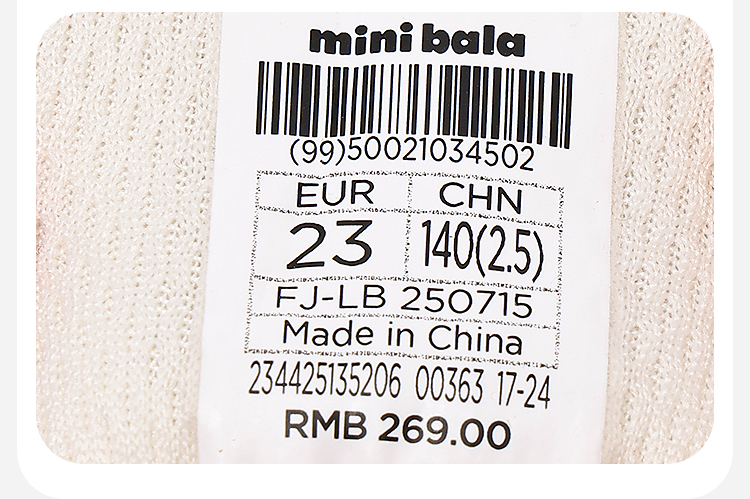 mini bala
(99)50021034502
EUR CHN
23 140(2.5)
FJ-LB 250715
Made in China
234425135206 00363 17-24
RMB 269.00